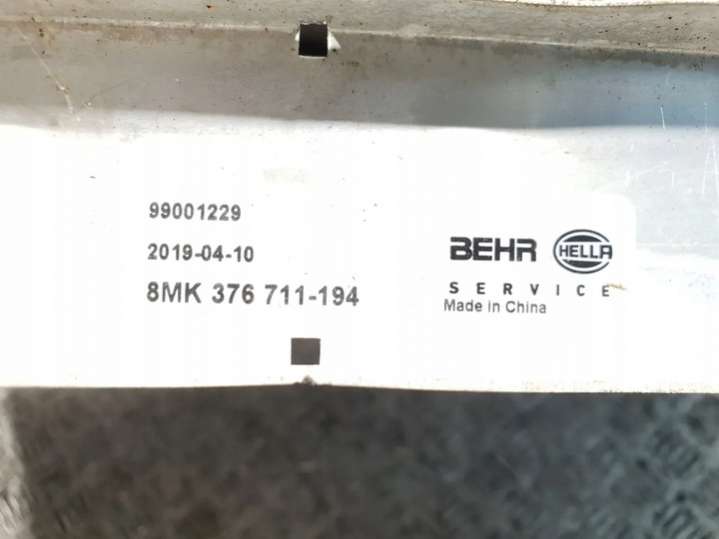 99001229
2019-04-10
8MK 376 711-194
BEHR HELLA
SERVICE
Made in China